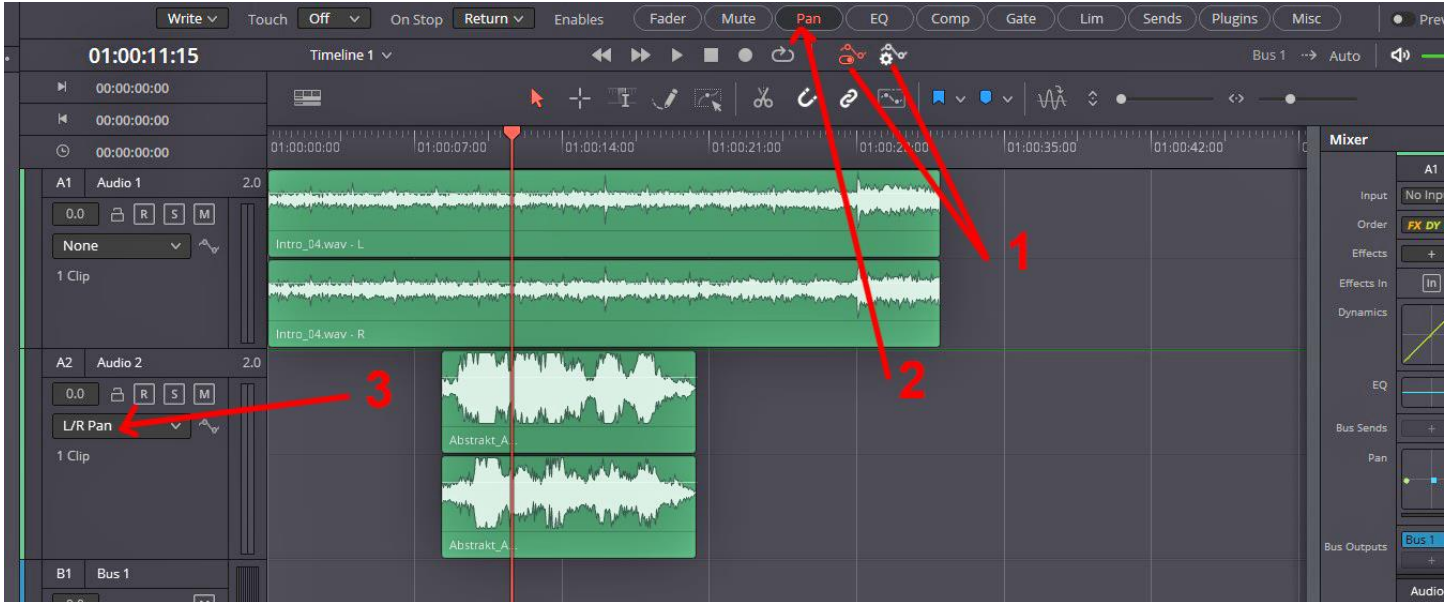 Write Touch Off On Stop Return Enables Fader Mute Pan EQ Comp Gate Lim Sends Plugins Misc
01:00:11:15 Timeline 1 Bus 1 Auto
00:00:00:00
00:00:00:00
00:00:00:00
01:00:00:00 01:00:07:00 01:00:14:00 01:00:21:00 01:00:28:00 01:00:35:00 01:00:42:00
Mixer
A1
A1 Audio 1 2.0
Input No Inp
0.0 R S M
Order FX DY
None
Intro_04.wav - L
Effects +
1
1 Clip
Effects In In
Dynamics
Intro_04.wav - R
A2 Audio 2 2.0
2
EQ
0.0 R S M
3
L/R Pan
Bus Sends +
Abstrakt_A...
1 Clip
Pan
Abstrakt_A...
Bus Outputs Bus 1
+
B1 Bus 1
Audio